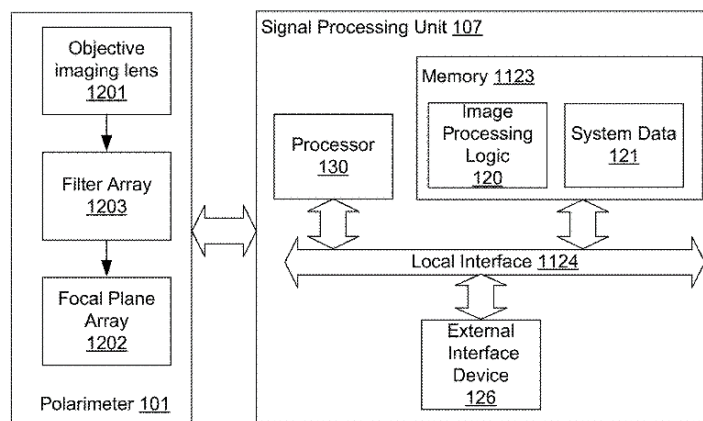 Objective
imaging lens
1201
Filter Array
1203
Focal Plane
Array
1202
Polarimeter 101
Signal Processing Unit 107
Processor
130
Memory 1123
Image
Processing
Logic
120
System Data
121
Local Interface 1124
External
Interface
Device
126